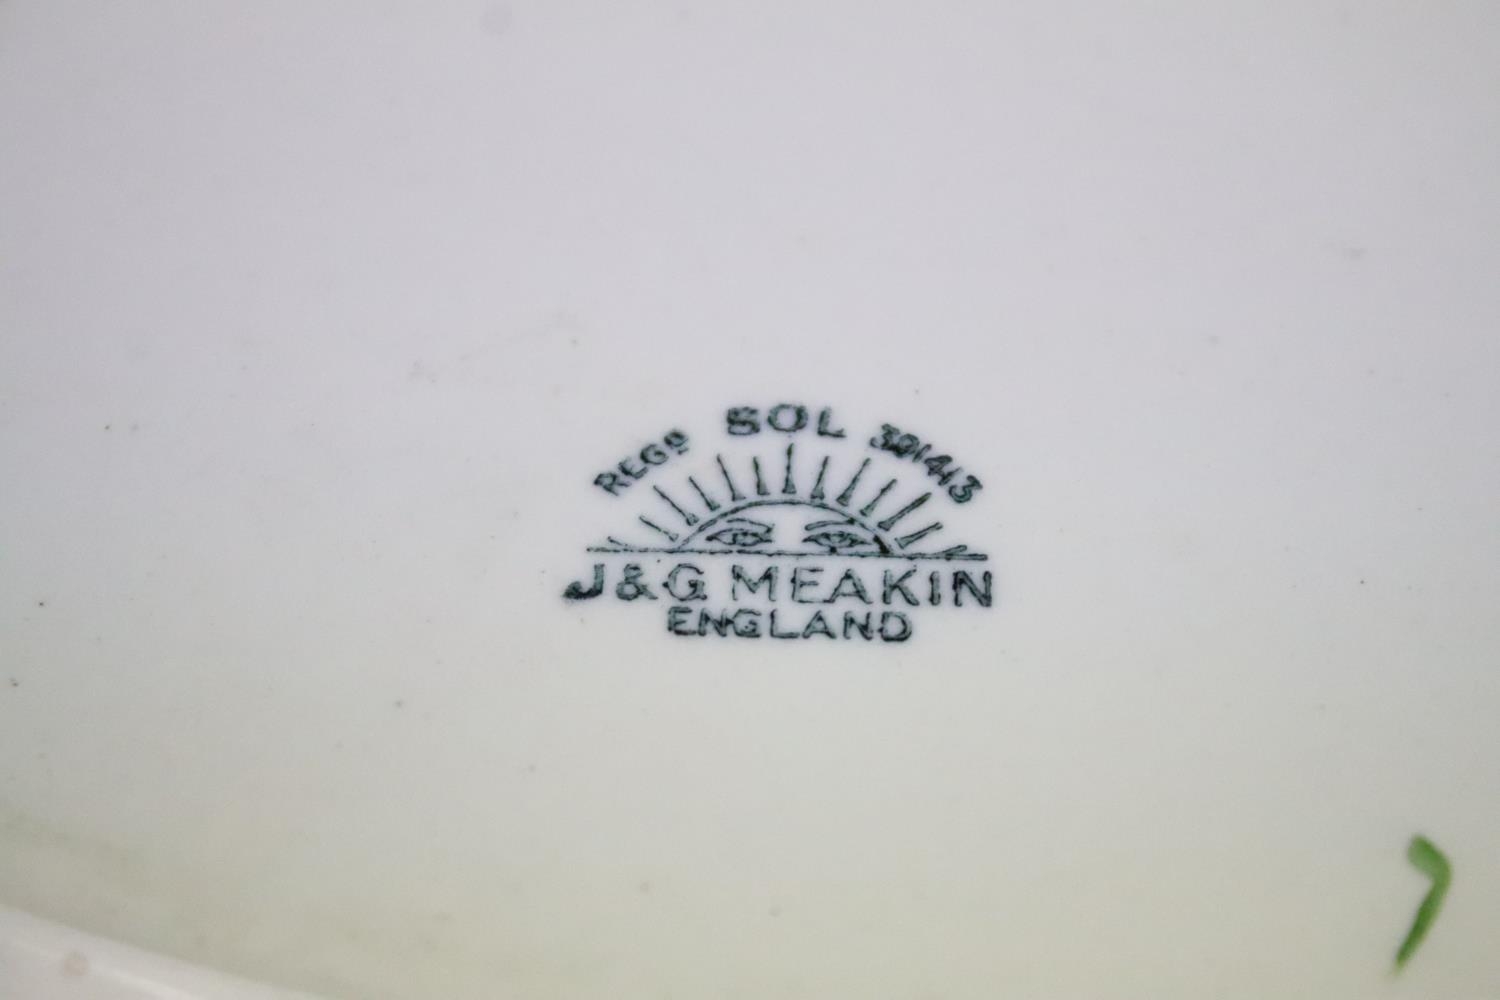 REGD SOL 391413
J & G MEAKIN
ENGLAND